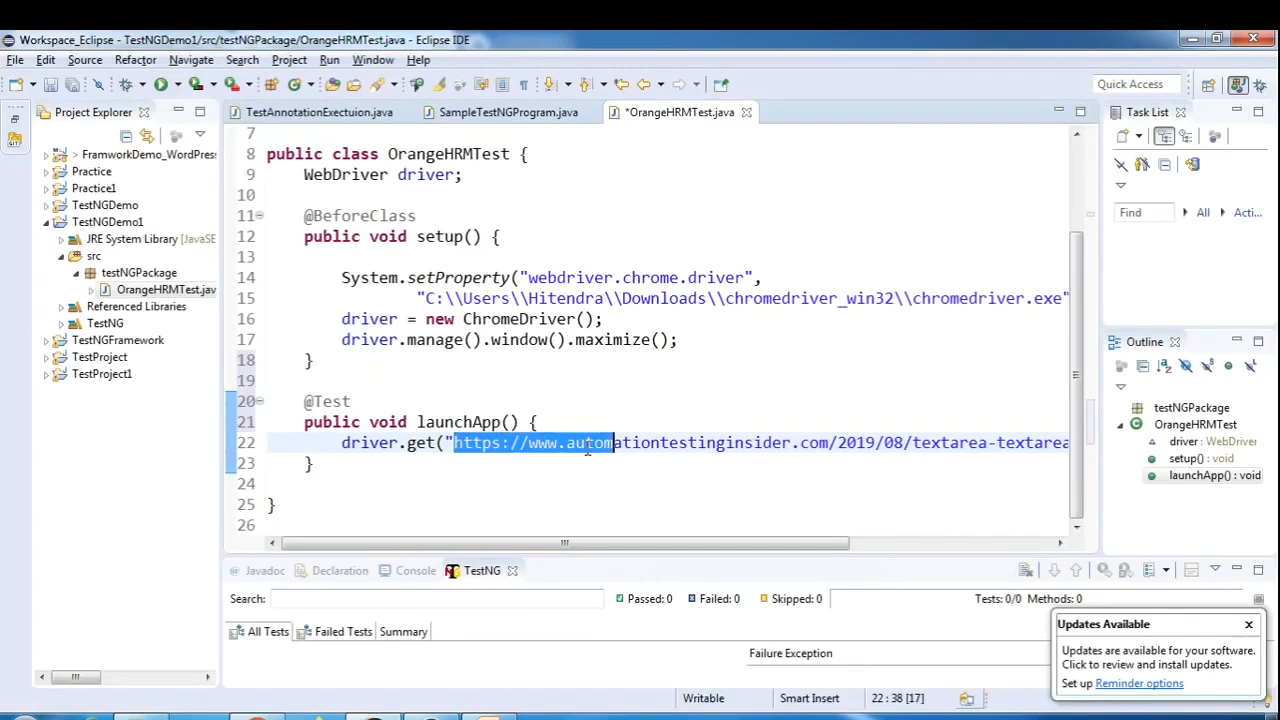 Workspace_Eclipse - TestNGDemo1/src/testNGPackage/OrangeHRMTest.java - Eclipse IDE
File Edit Source Refactor Navigate Search Project Run Window Help
Quick Access
Project Explorer
TestAnnotationExectuion.java SampleTestNGProgram.java *OrangeHRMTest.java
Task List
> FramworkDemo_WordPress
Practice
Practice1
TestNGDemo
TestNGDemo1
JRE System Library [JavaSE
src
testNGPackage
OrangeHRMTest.jav
Referenced Libraries
TestNG
TestNGFramework
TestProject
TestProject1
7
8 public class OrangeHRMTest {
9 WebDriver driver;
10
11 @BeforeClass
12 public void setup() {
13
14 System.setProperty("webdriver.chrome.driver",
15 "C:\\Users\\Hitendra\\Downloads\\chromedriver_win32\\chromedriver.exe"
16 driver = new ChromeDriver();
17 driver.manage().window().maximize();
18 }
19
20 @Test
21 public void launchApp() {
22 driver.get("https://www.automationtestinginsider.com/2019/08/textarea-textarea
23 }
24
25 }
26
Find All Acti...
Outline
testNGPackage
OrangeHRMTest
driver : WebDriver
setup() : void
launchApp() : void
Javadoc Declaration Console TestNG
Search: Passed: 0 Failed: 0 Skipped: 0 Tests: 0/0 Methods: 0
All Tests Failed Tests Summary
Failure Exception
Updates Available
Updates are available for your software.
Click to review and install updates.
Set up Reminder options
Writable Smart Insert 22 : 38 [17]